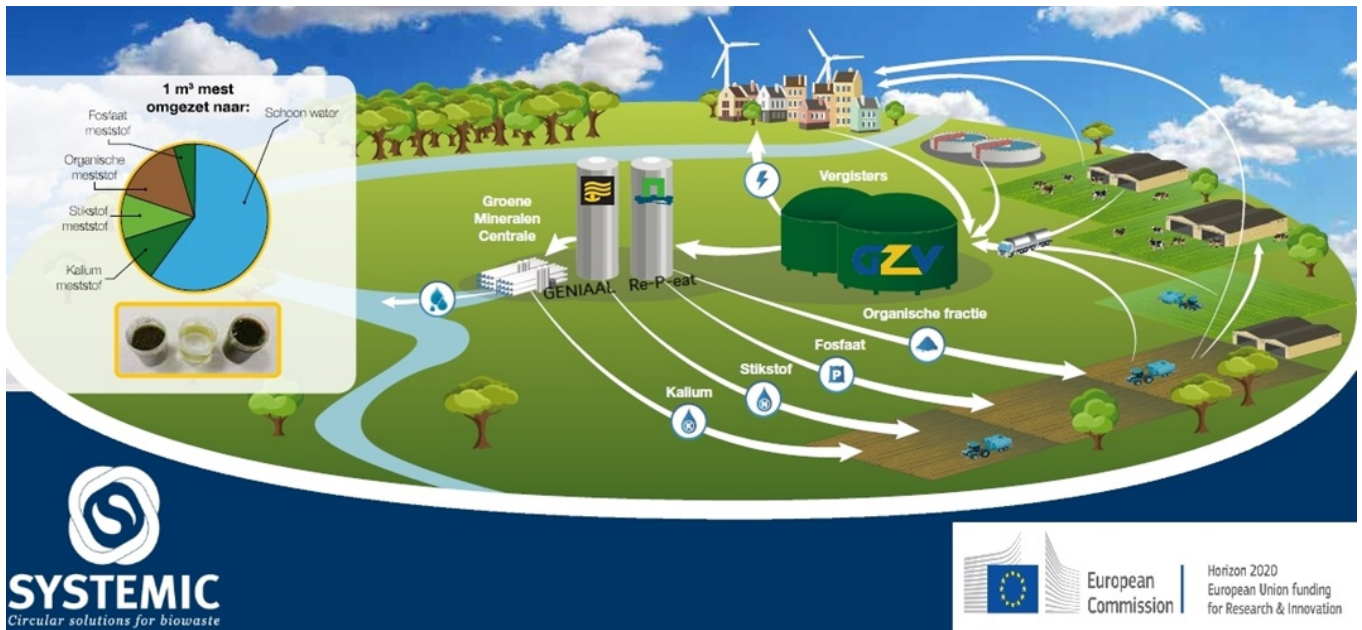 1 m³ mest
omgezet naar:
Fosfaat
meststof
Schoon water
Organische
meststof
Stikstof
meststof
Kalium
meststof
Groene
Mineralen
Centrale
Vergisters
GZV
GENIAAL
Re-P-eat
Organische fractie
Fosfaat
P
Stikstof
Kalium
K
SYSTEMIC
Circular solutions for biowaste
European
Commission
Horizon 2020
European Union funding
for Research & Innovation